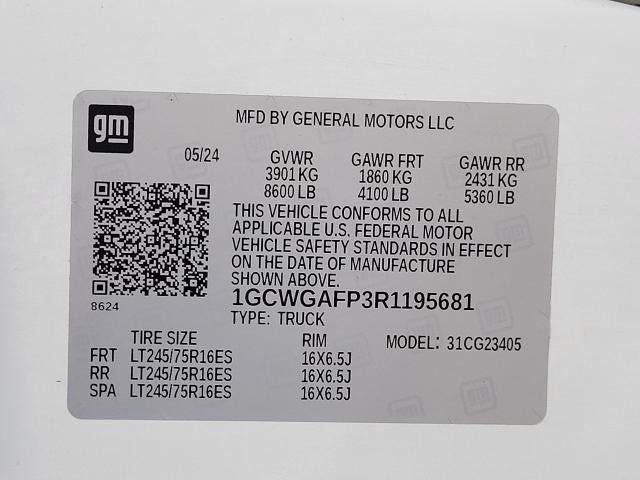 gm
MFD BY GENERAL MOTORS LLC
05/24 GVWR GAWR FRT GAWR RR
3901 KG 1860 KG 2431 KG
8600 LB 4100 LB 5360 LB
THIS VEHICLE CONFORMS TO ALL
APPLICABLE U.S. FEDERAL MOTOR
VEHICLE SAFETY STANDARDS IN EFFECT
ON THE DATE OF MANUFACTURE
SHOWN ABOVE.
8624
1GCWGAFP3R1195681
TYPE: TRUCK
TIRE SIZE RIM MODEL: 31CG23405
FRT LT245/75R16ES 16X6.5J
RR LT245/75R16ES 16X6.5J
SPA LT245/75R16ES 16X6.5J